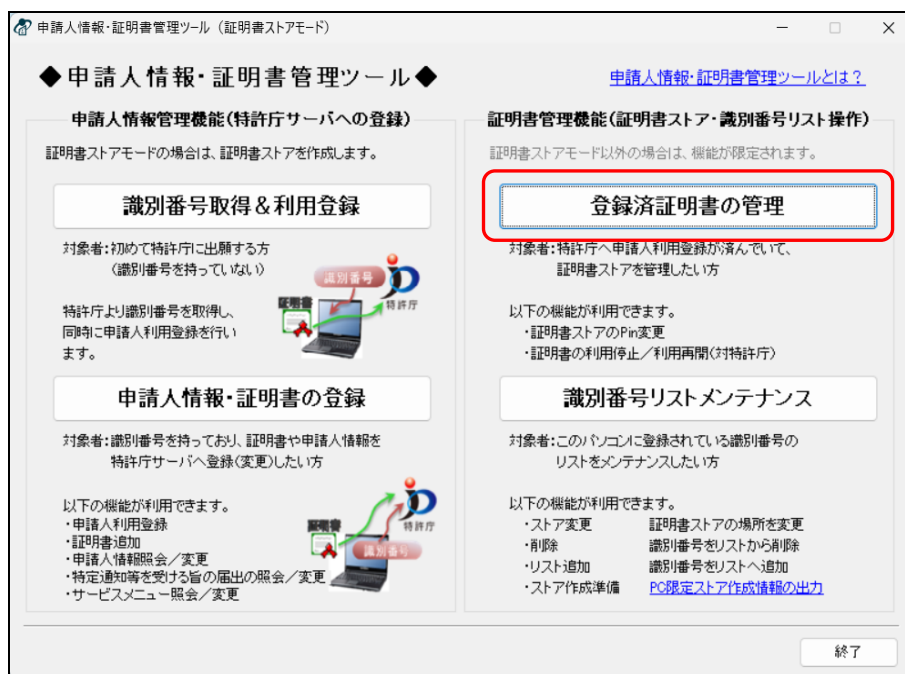 申請人情報・証明書管理ツール（証明書ストアモード）
◆申請人情報・証明書管理ツール◆
申請人情報・証明書管理ツールとは？
申請人情報管理機能(特許庁サーバへの登録)
証明書ストアモードの場合は、証明書ストアを作成します。
識別番号取得＆利用登録
対象者：初めて特許庁に出願する方
（識別番号を持っていない）
特許庁より識別番号を取得し、
同時に申請人利用登録を行い
ます。
識別番号
証明書
特許庁
申請人情報・証明書の登録
対象者：識別番号を持っており、証明書や申請人情報を
特許庁サーバへ登録(変更)したい方
以下の機能が利用できます。
・申請人利用登録
・証明書追加
・申請人情報照会／変更
・特定通知等を受ける旨の届出の照会／変更
・サービスメニュー照会／変更
証明書
特許庁
識別番号
証明書管理機能(証明書ストア・識別番号リスト操作)
証明書ストアモード以外の場合は、機能が限定されます。
登録済証明書の管理
対象者：特許庁へ申請人利用登録が済んでいて、
証明書ストアを管理したい方
以下の機能が利用できます。
・証明書ストアのPin変更
・証明書の利用停止／利用再開(対特許庁)
識別番号リストメンテナンス
対象者：このパソコンに登録されている識別番号の
リストをメンテナンスしたい方
以下の機能が利用できます。
・ストア変更　証明書ストアの場所を変更
・削除　識別番号をリストから削除
・リスト追加　識別番号をリストへ追加
・ストア作成準備　PC限定ストア作成情報の出力
終了